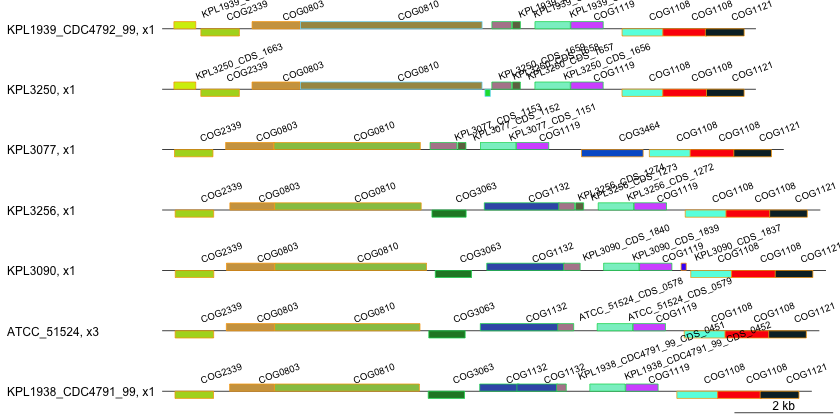 KPL1939_CDC4792_99, x1
COG2339 COG0803 COG0810 COG1119 COG1108 COG1108 COG1121
KPL3250, x1
KPL3250_CDS_1663 COG2339 COG0803 COG0810 KPL3250_CDS_1657 KPL3250_CDS_1656 COG1119 COG1108 COG1108 COG1121
KPL3077, x1
COG2339 COG0803 COG0810 KPL3077_CDS_1153 KPL3077_CDS_1152 KPL3077_CDS_1151 COG1119 COG3464 COG1108 COG1108 COG1121
KPL3256, x1
COG2339 COG0803 COG0810 COG3063 COG1132 KPL3256_CDS_1274 KPL3256_CDS_1273 KPL3256_CDS_1272 COG1119 COG1108 COG1108 COG1121
KPL3090, x1
COG2339 COG0803 COG0810 COG3063 COG1132 KPL3090_CDS_1840 KPL3090_CDS_1839 COG1119 KPL3090_CDS_1837 COG1108 COG1108 COG1121
ATCC_51524, x3
COG2339 COG0803 COG0810 COG3063 COG1132 ATCC_51524_CDS_0578 ATCC_51524_CDS_0579 COG1119 COG1108 COG1108 COG1121
KPL1938_CDC4791_99, x1
COG2339 COG0803 COG0810 COG3063 COG1132 COG1132 KPL1938_CDC4791_99_CDS_0451 KPL1938_CDC4791_99_CDS_0452 COG1119 COG1108 COG1108 COG1121
2 kb